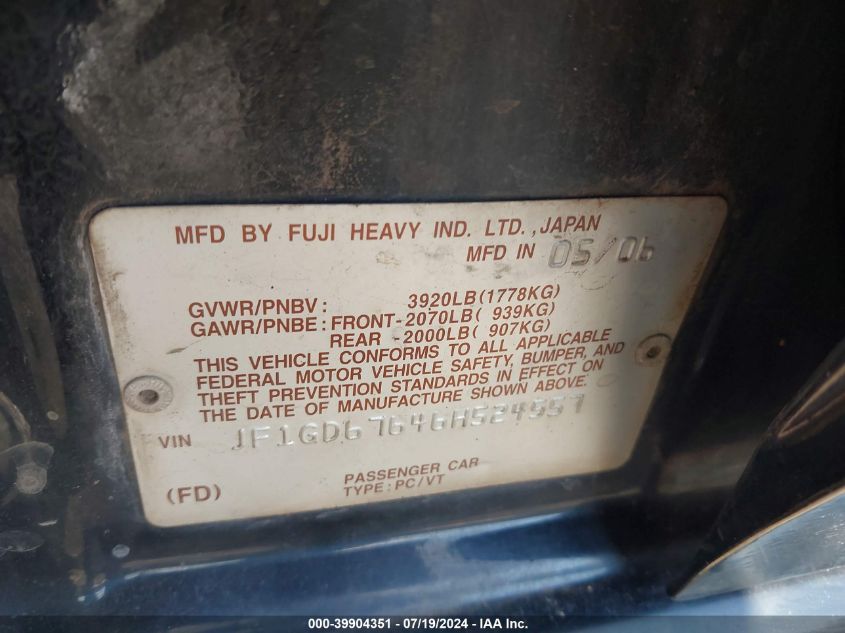 MFD BY FUJI HEAVY IND. LTD., JAPAN
MFD IN 05/06
GVWR/PNBV: 3920LB(1778KG)
GAWR/PNBE: FRONT-2070LB( 939KG)
REAR -2000LB( 907KG)
THIS VEHICLE CONFORMS TO ALL APPLICABLE
FEDERAL MOTOR VEHICLE SAFETY, BUMPER, AND
THEFT PREVENTION STANDARDS IN EFFECT ON
THE DATE OF MANUFACTURE SHOWN ABOVE.
VIN JF1GD67646H524557
PASSENGER CAR
(FD) TYPE:PC/VT
000-39904351 - 07/19/2024 - IAA Inc.